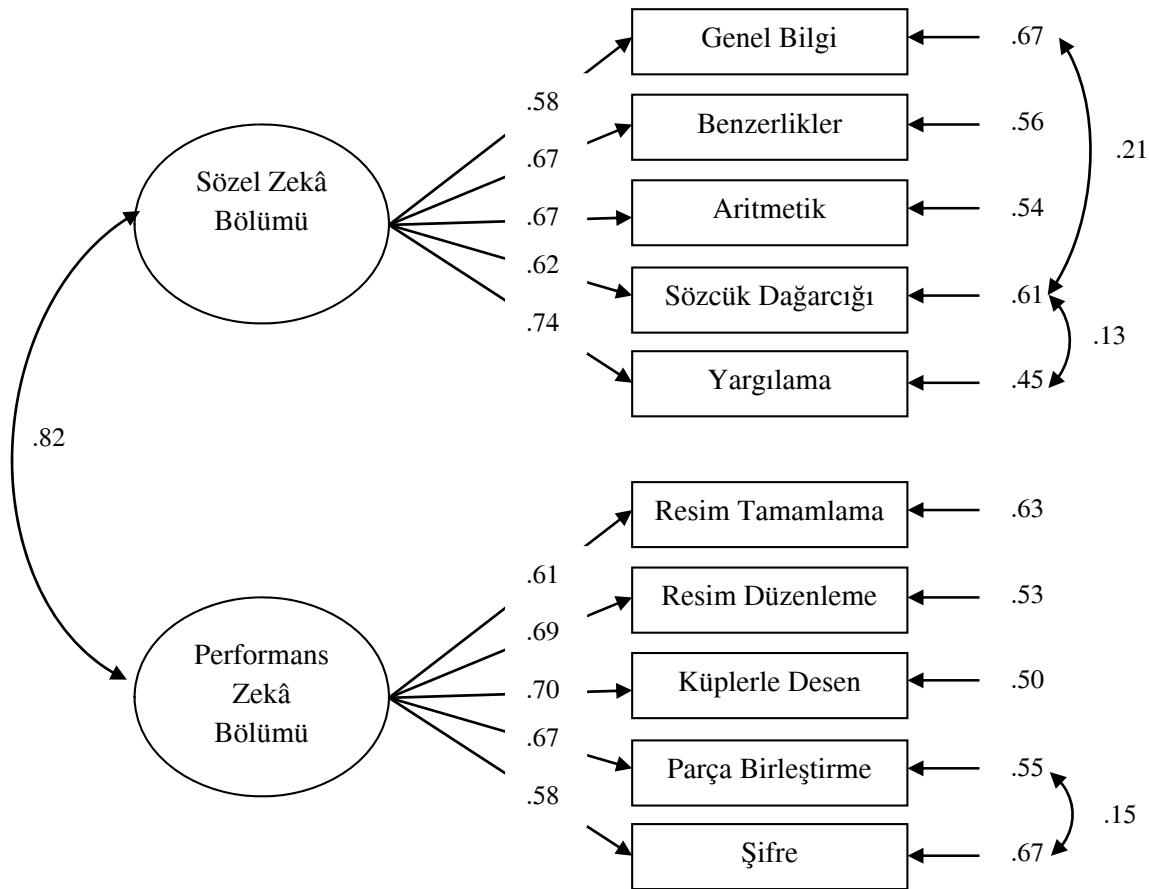 Genel Bilgi
.67
.58
Benzerlikler
.56
.21
Sözel Zekâ
Bölümü
.67
.67
Aritmetik
.54
.62
Sözcük Dağarcığı
.61
.74
.13
Yargılama
.45
.82
Resim Tamamlama
.63
.61
Resim Düzenleme
.53
.69
Performans
Zekâ
Bölümü
.70
Küplerle Desen
.50
.67
Parça Birleştirme
.55
.58
.15
Şifre
.67